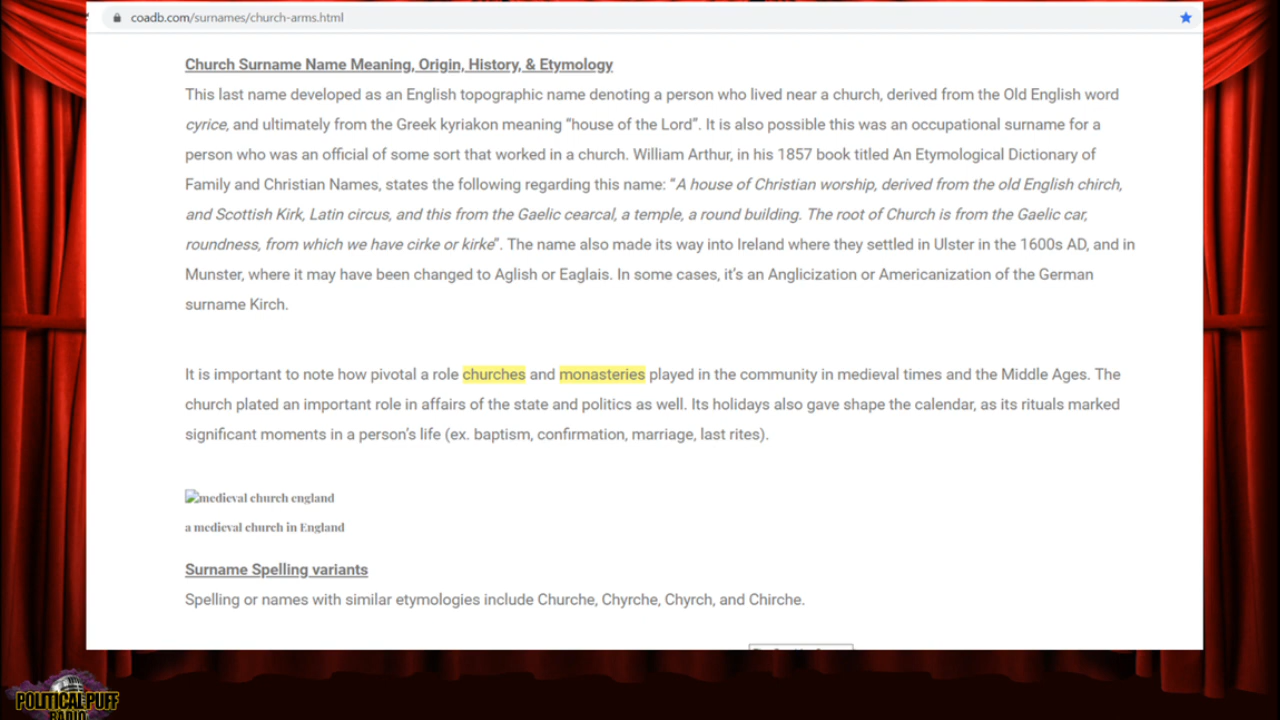 coadb.com/surnames/church-arms.html
Church Surname Name Meaning, Origin, History, & Etymology
This last name developed as an English topographic name denoting a person who lived near a church, derived from the Old English word
cyrice, and ultimately from the Greek kyriakon meaning “house of the Lord”. It is also possible this was an occupational surname for a
person who was an official of some sort that worked in a church. William Arthur, in his 1857 book titled An Etymological Dictionary of
Family and Christian Names, states the following regarding this name: “A house of Christian worship, derived from the old English chirch,
and Scottish Kirk, Latin circus, and this from the Gaelic cearcal, a temple, a round building. The root of Church is from the Gaelic car,
roundness, from which we have cirke or kirke”. The name also made its way into Ireland where they settled in Ulster in the 1600s AD, and in
Munster, where it may have been changed to Aglish or Eaglais. In some cases, it’s an Anglicization or Americanization of the German
surname Kirch.
It is important to note how pivotal a role churches and monasteries played in the community in medieval times and the Middle Ages. The
church plated an important role in affairs of the state and politics as well. Its holidays also gave shape the calendar, as its rituals marked
significant moments in a person’s life (ex. baptism, confirmation, marriage, last rites).
medieval church england
a medieval church in England
Surname Spelling variants
Spelling or names with similar etymologies include Churche, Chyrche, Chyrch, and Chirche.
POLITICAL PUFF
RADIO